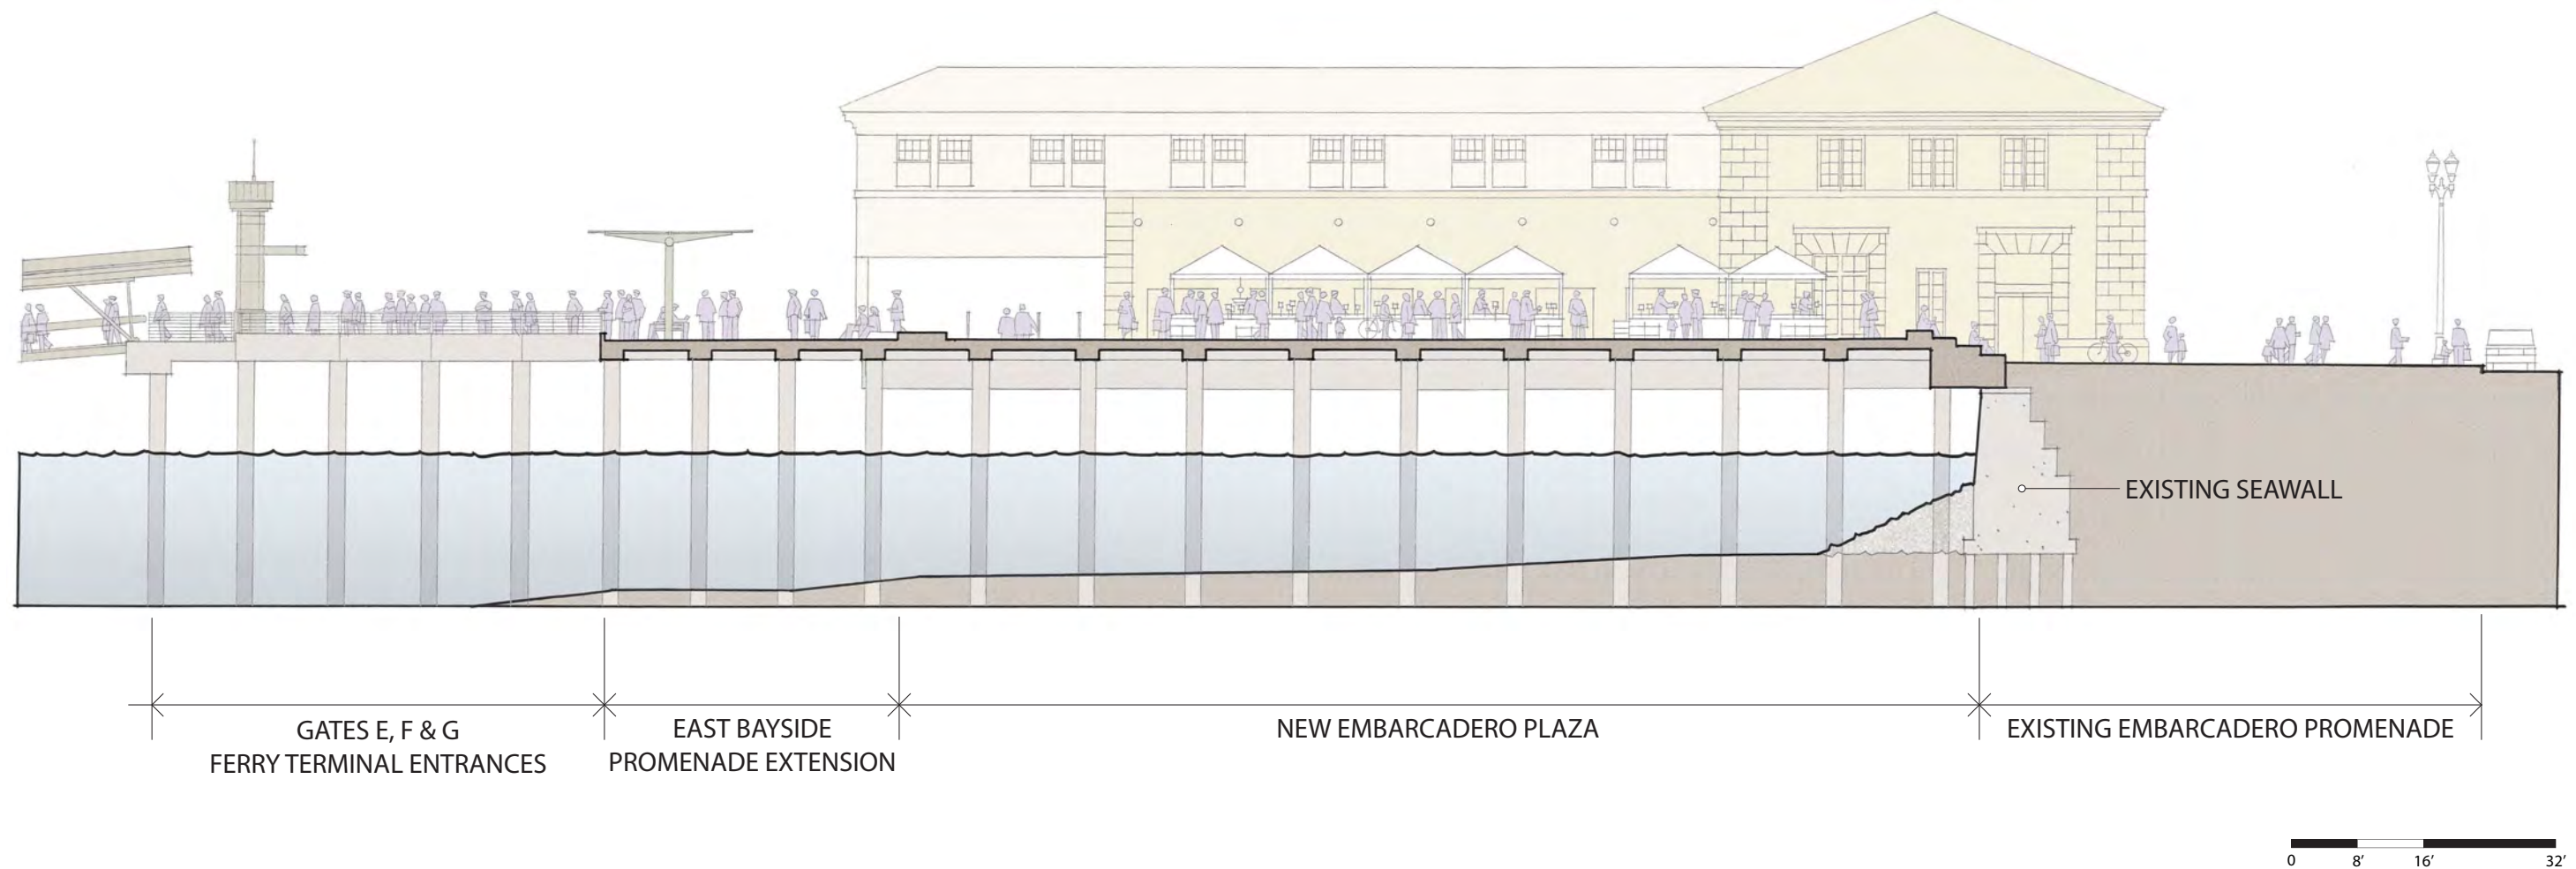 EXISTING SEAWALL
GATES E, F & G
FERRY TERMINAL ENTRANCES
EAST BAYSIDE
PROMENADE EXTENSION
NEW EMBARCADERO PLAZA
EXISTING EMBARCADERO PROMENADE
0 8' 16' 32'